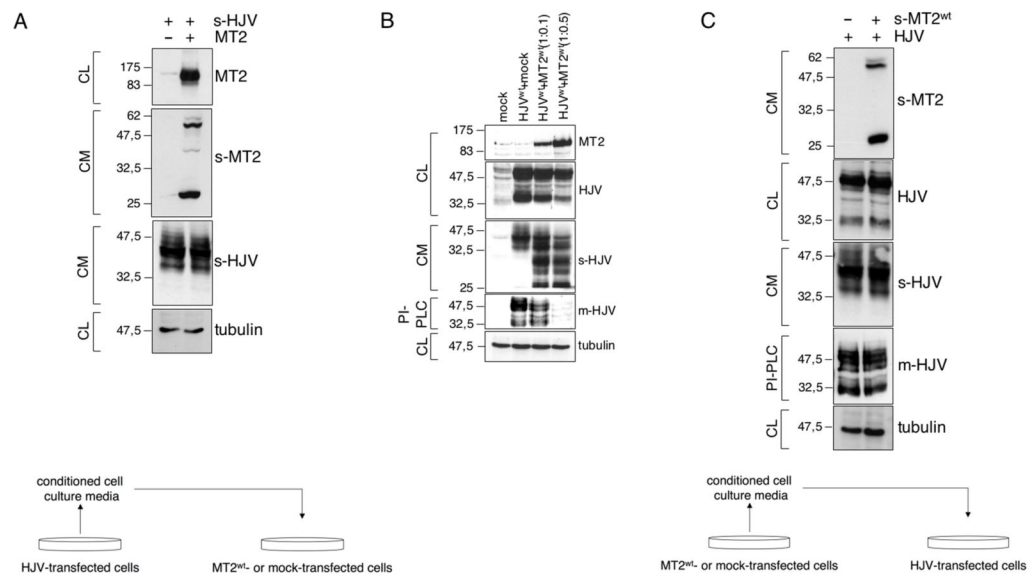 A
+ + s-HJV
− + MT2
CL
175
83
MT2
CM
62
47,5
32,5
25
s-MT2
CM
47,5
32,5
s-HJV
CL
47,5
tubulin
conditioned cell
culture media
HJV-transfected cells
MT2wt- or mock-transfected cells
B
mock
HJVwt+mock
HJVwt+MT2wt(1:0.1)
HJVwt+MT2wt(1:0.5)
CL
175
83
MT2
47,5
32,5
HJV
CM
47,5
32,5
25
s-HJV
PI-
PLC
47,5
32,5
m-HJV
CL
47,5
tubulin
C
− + s-MT2wt
+ + HJV
CM
62
47,5
32,5
25
s-MT2
CL
47,5
32,5
HJV
CM
47,5
32,5
s-HJV
PI-PLC
47,5
32,5
m-HJV
CL
47,5
tubulin
conditioned cell
culture media
MT2wt- or mock-transfected cells
HJV-transfected cells